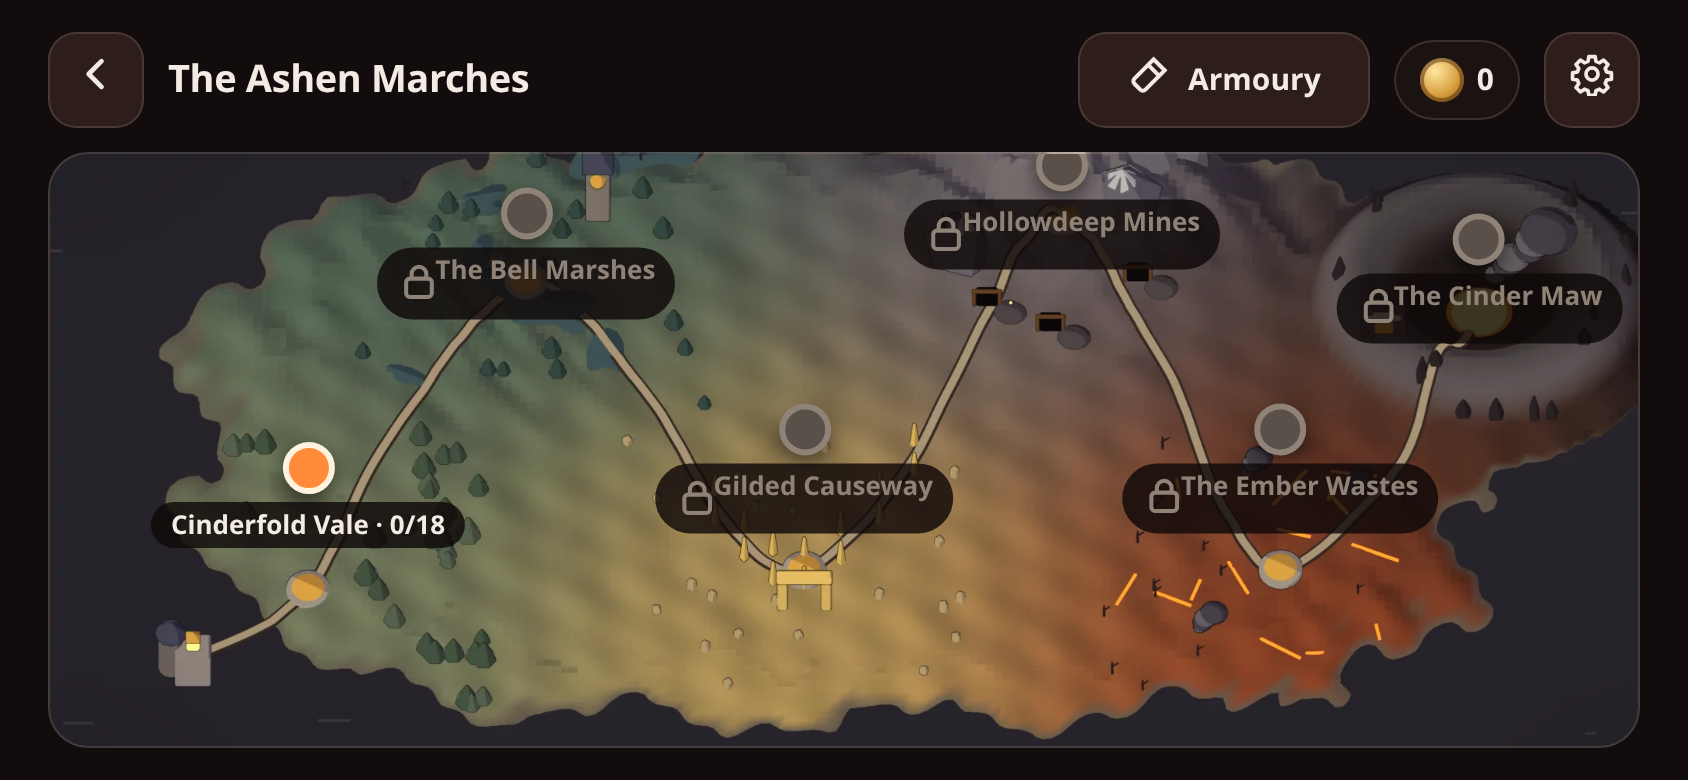 The Ashen Marches
Armoury
0
Hollowdeep Mines
The Bell Marshes
The Cinder Maw
Gilded Causeway
The Ember Wastes
Cinderfold Vale · 0/18